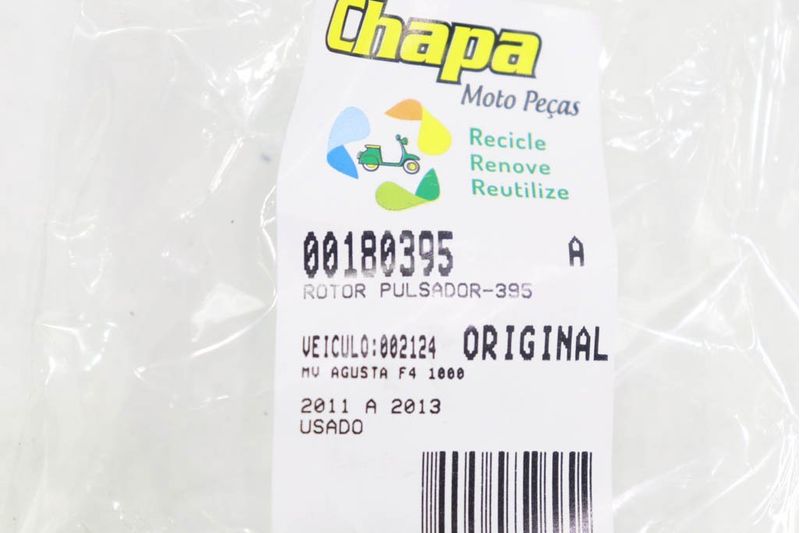 Chapa
Moto Peças
Recicle
Renove
Reutilize
00180395 A
ROTOR PULSADOR-395
VEICULO:002124 ORIGINAL
MV AGUSTA F4 1000
2011 A 2013
USADO